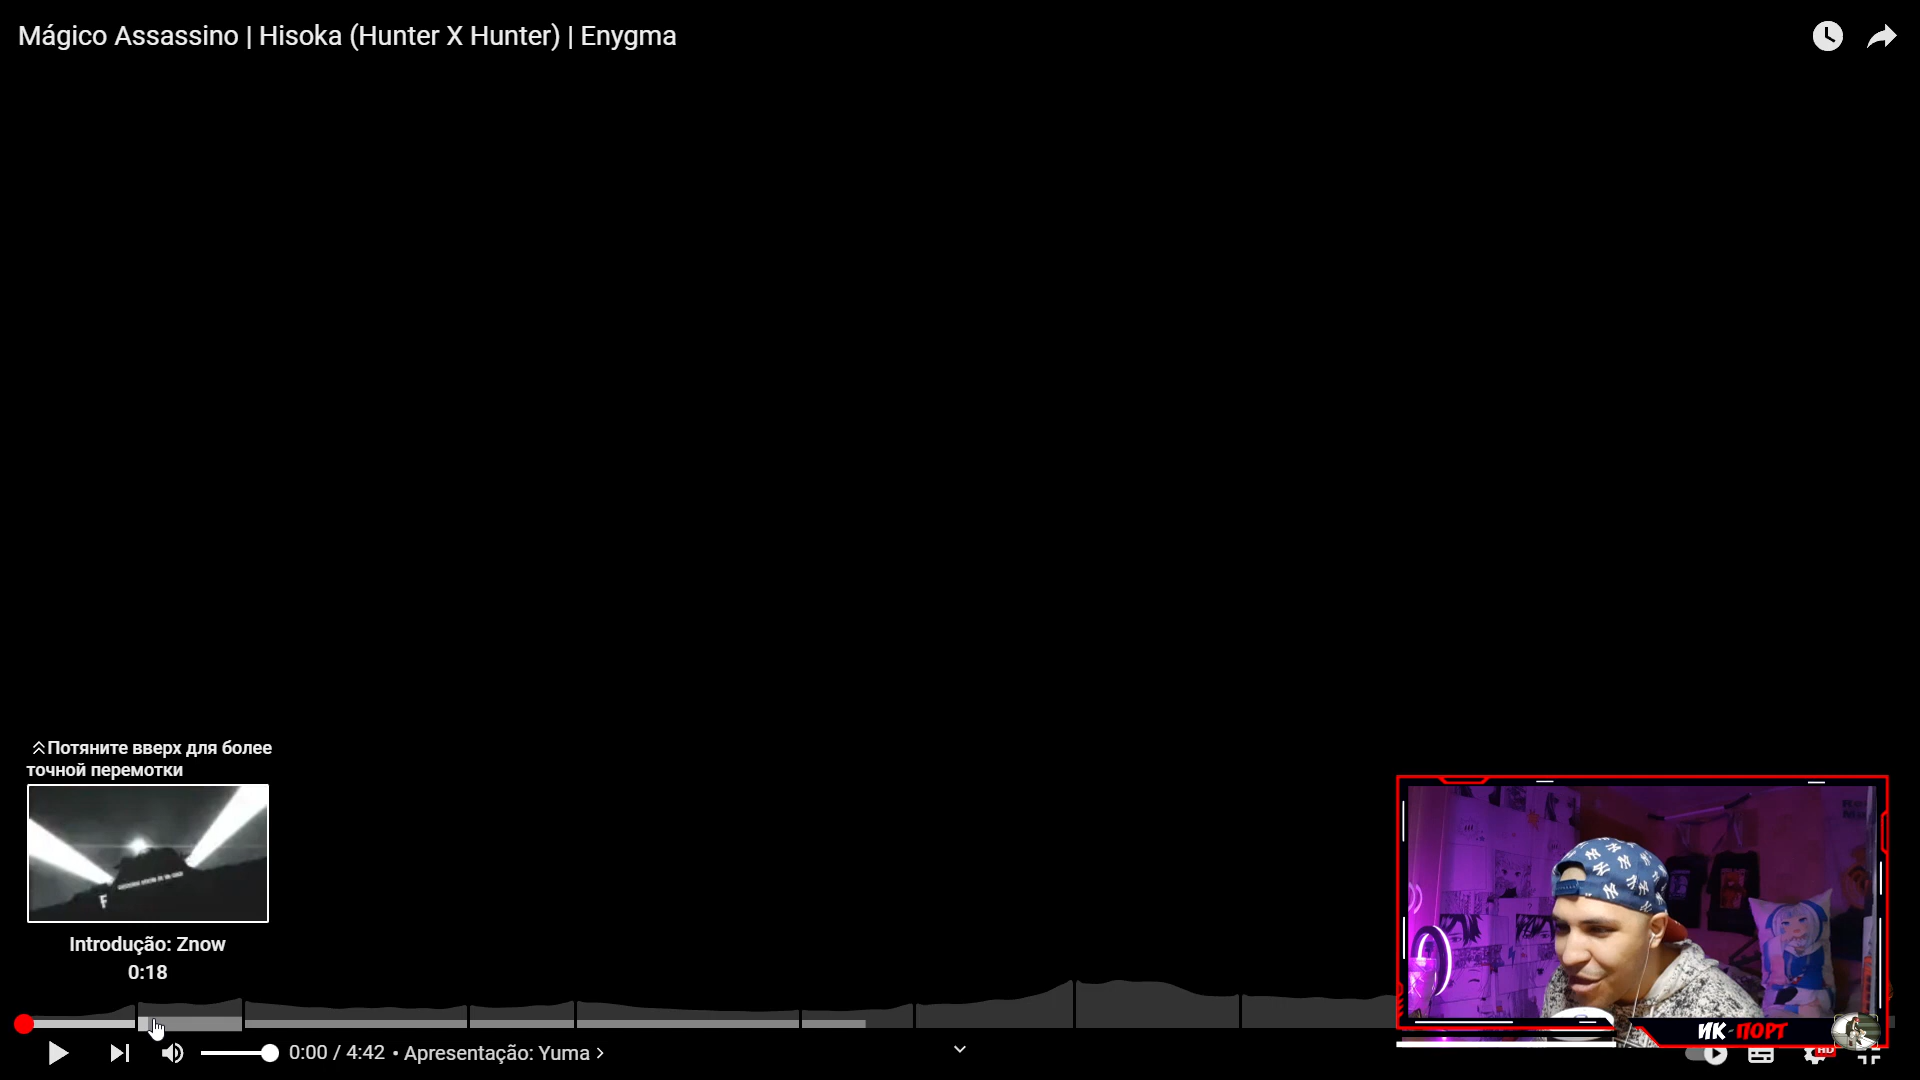 Mágico Assassino | Hisoka (Hunter X Hunter) | Enygma
Потяните вверх для более
точной перемотки
F
Introdução: Znow
0:18
0:00 / 4:42 • Apresentação: Yuma
ИК-ПОРТ
HD